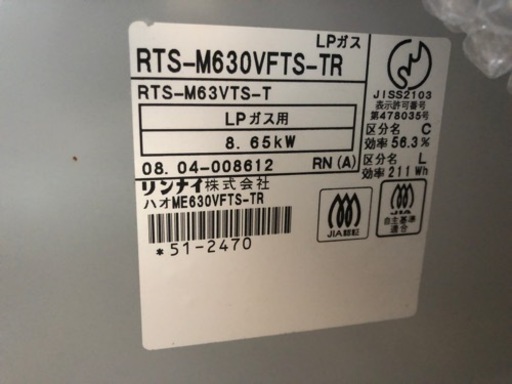 LPガス
RTS-M630VFTS-TR
RTS-M63VTS-T
LPガス用
8.65kW
08.04-008612 RN(A)
リンナイ株式会社
ハオME630VFTS-TR
*51-2470
JISS2103
表示許可番号
第478035号
区分名 C
効率 56.3%
区分名 L
効率 211Wh
JIA認証
JIA
自主基準
適合